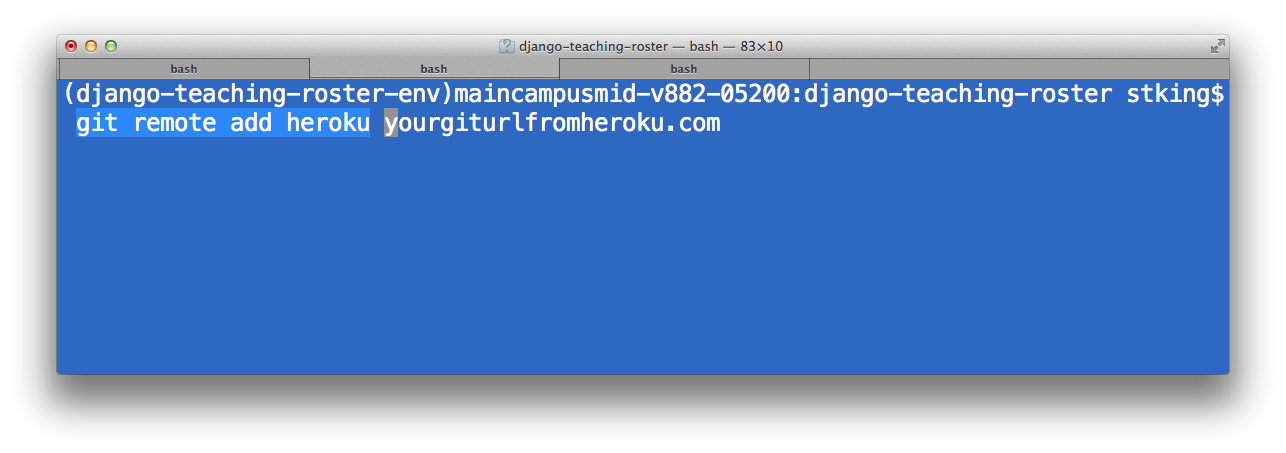 django-teaching-roster — bash — 83×10
bash bash bash
(django-teaching-roster-env)maincampusmid-v882-05200:django-teaching-roster stking$
git remote add heroku yourgiturlfromheroku.com